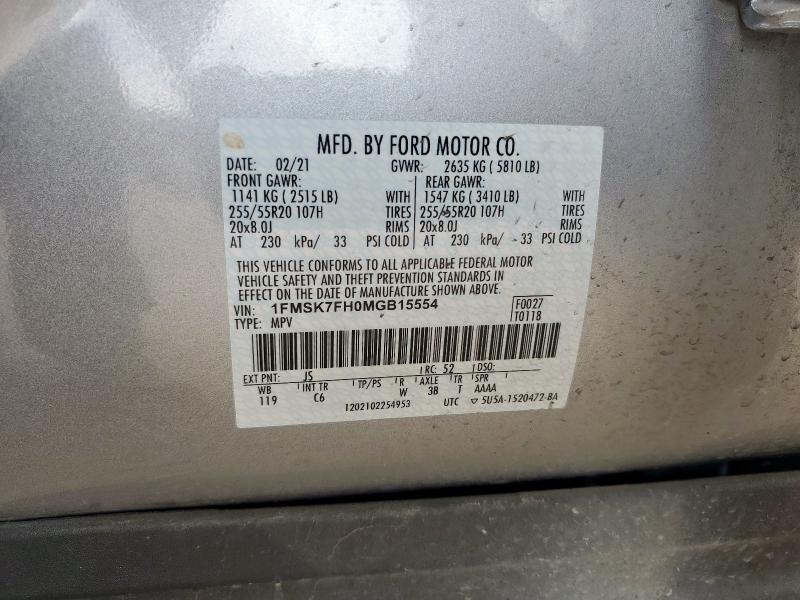 MFD. BY FORD MOTOR CO.
DATE: 02/21 GVWR: 2635 KG ( 5810 LB)
FRONT GAWR: REAR GAWR:
1141 KG ( 2515 LB) WITH 1547 KG ( 3410 LB) WITH
255/55R20 107H TIRES 255/55R20 107H TIRES
20x8.0J RIMS 20x8.0J RIMS
AT 230 kPa/ 33 PSI COLD AT 230 kPa/ 33 PSI COLD
THIS VEHICLE CONFORMS TO ALL APPLICABLE FEDERAL MOTOR
VEHICLE SAFETY AND THEFT PREVENTION STANDARDS IN
EFFECT ON THE DATE OF MANUFACTURE SHOWN ABOVE.
VIN: 1FMSK7FH0MGB15554 F0027
TYPE: MPV T0118
EXT PNT: JS RC: 52 DSO:
WB INT TR TP/PS R AXLE TR SPR
119 C6 W 3B T AAAA
1202102254953 UTC ▽ 5U5A-1520472-BA